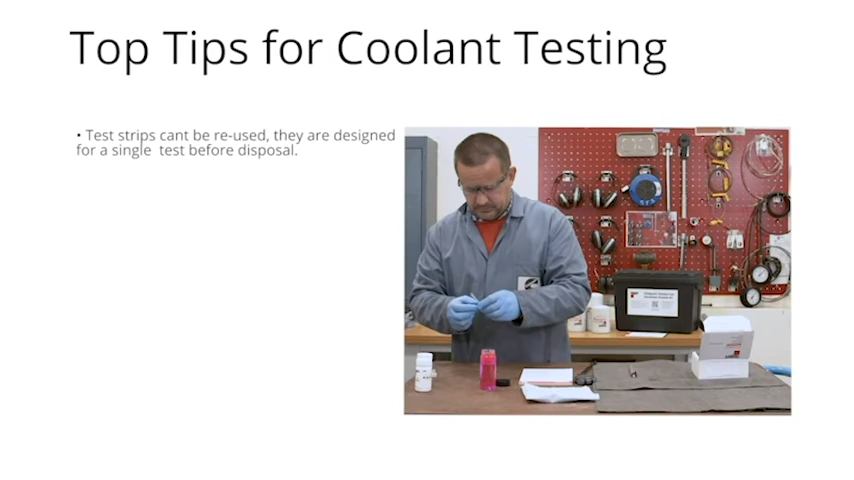 Top Tips for Coolant Testing
• Test strips cant be re-used, they are designed
for a single  test before disposal.